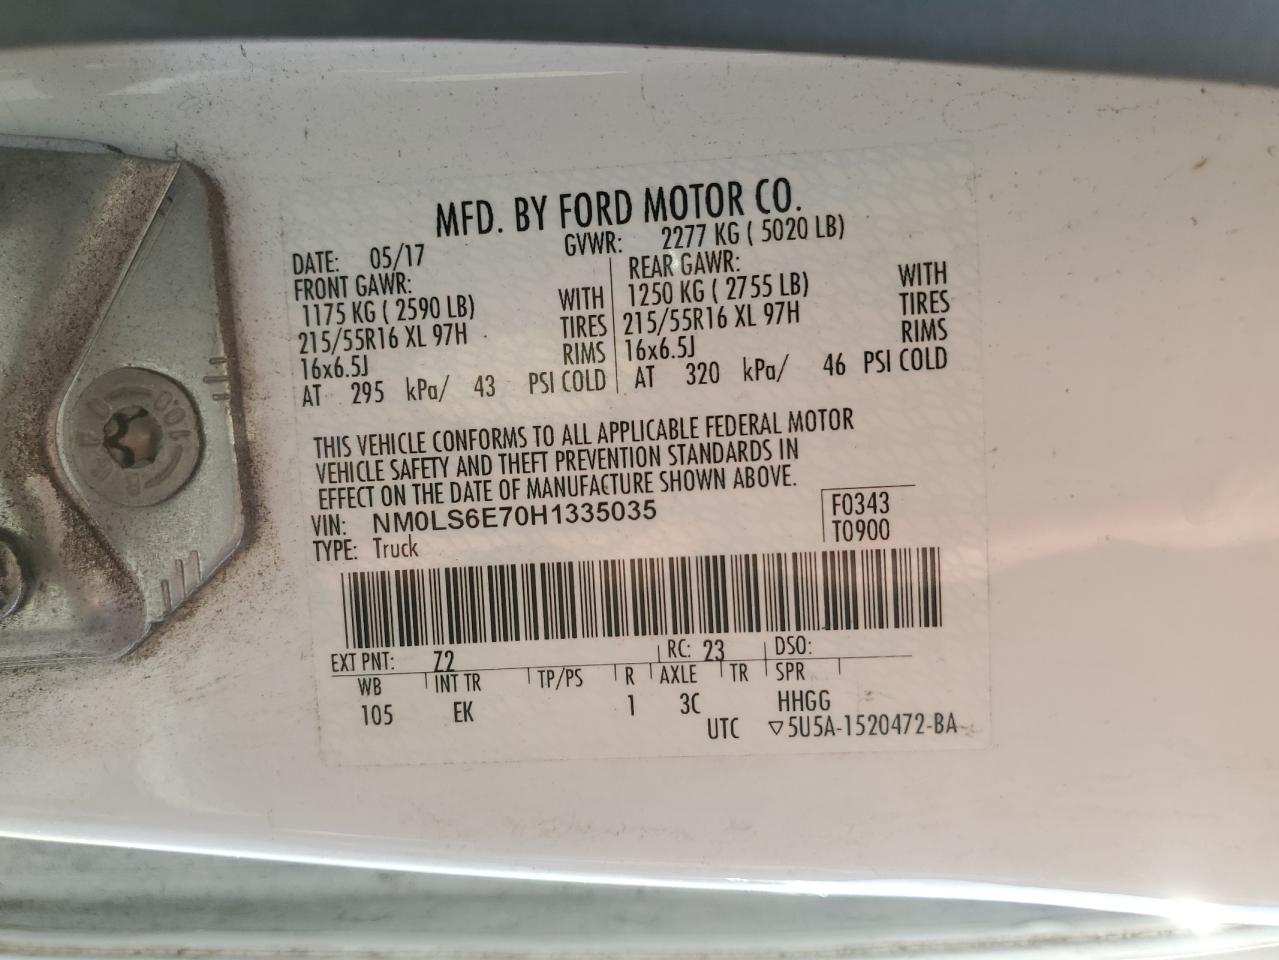 MFD. BY FORD MOTOR CO.
DATE: 05/17 GVWR: 2277 KG ( 5020 LB)
FRONT GAWR: REAR GAWR:
1175 KG ( 2590 LB) WITH 1250 KG ( 2755 LB) WITH
215/55R16 XL 97H TIRES 215/55R16 XL 97H TIRES
16x6.5J RIMS 16x6.5J RIMS
AT 295 kPa/ 43 PSI COLD AT 320 kPa/ 46 PSI COLD
THIS VEHICLE CONFORMS TO ALL APPLICABLE FEDERAL MOTOR
VEHICLE SAFETY AND THEFT PREVENTION STANDARDS IN
EFFECT ON THE DATE OF MANUFACTURE SHOWN ABOVE.
VIN: NM0LS6E70H1335035 F0343
TYPE: Truck T0900
EXT PNT: Z2 RC: 23 DSO:
WB INT TR TP/PS R AXLE TR SPR
105 EK 1 3C HHGG
UTC ▽5U5A-1520472-BA
10.0